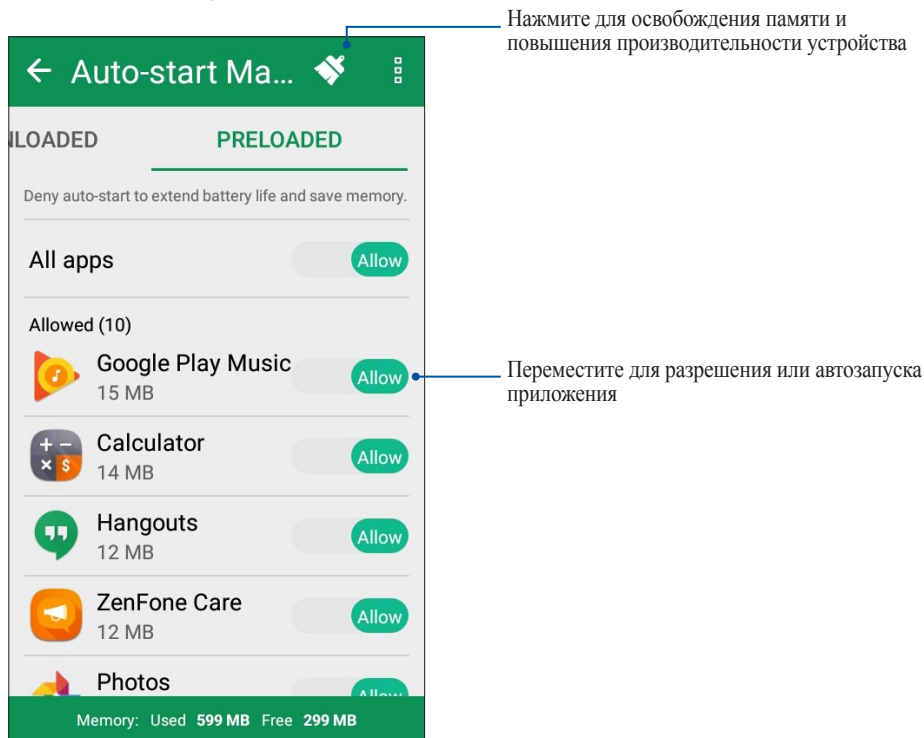 Нажмите для освобождения памяти и
повышения производительности устройства
Auto-start Ma...
NLOADED PRELOADED
Deny auto-start to extend battery life and save memory.
All apps Allow
Allowed (10)
Google Play Music
15 MB
Allow
Переместите для разрешения или автозапуска
приложения
Calculator
14 MB
Allow
Hangouts
12 MB
Allow
ZenFone Care
12 MB
Allow
Photos
Allow
Memory: Used 599 MB Free 299 MB